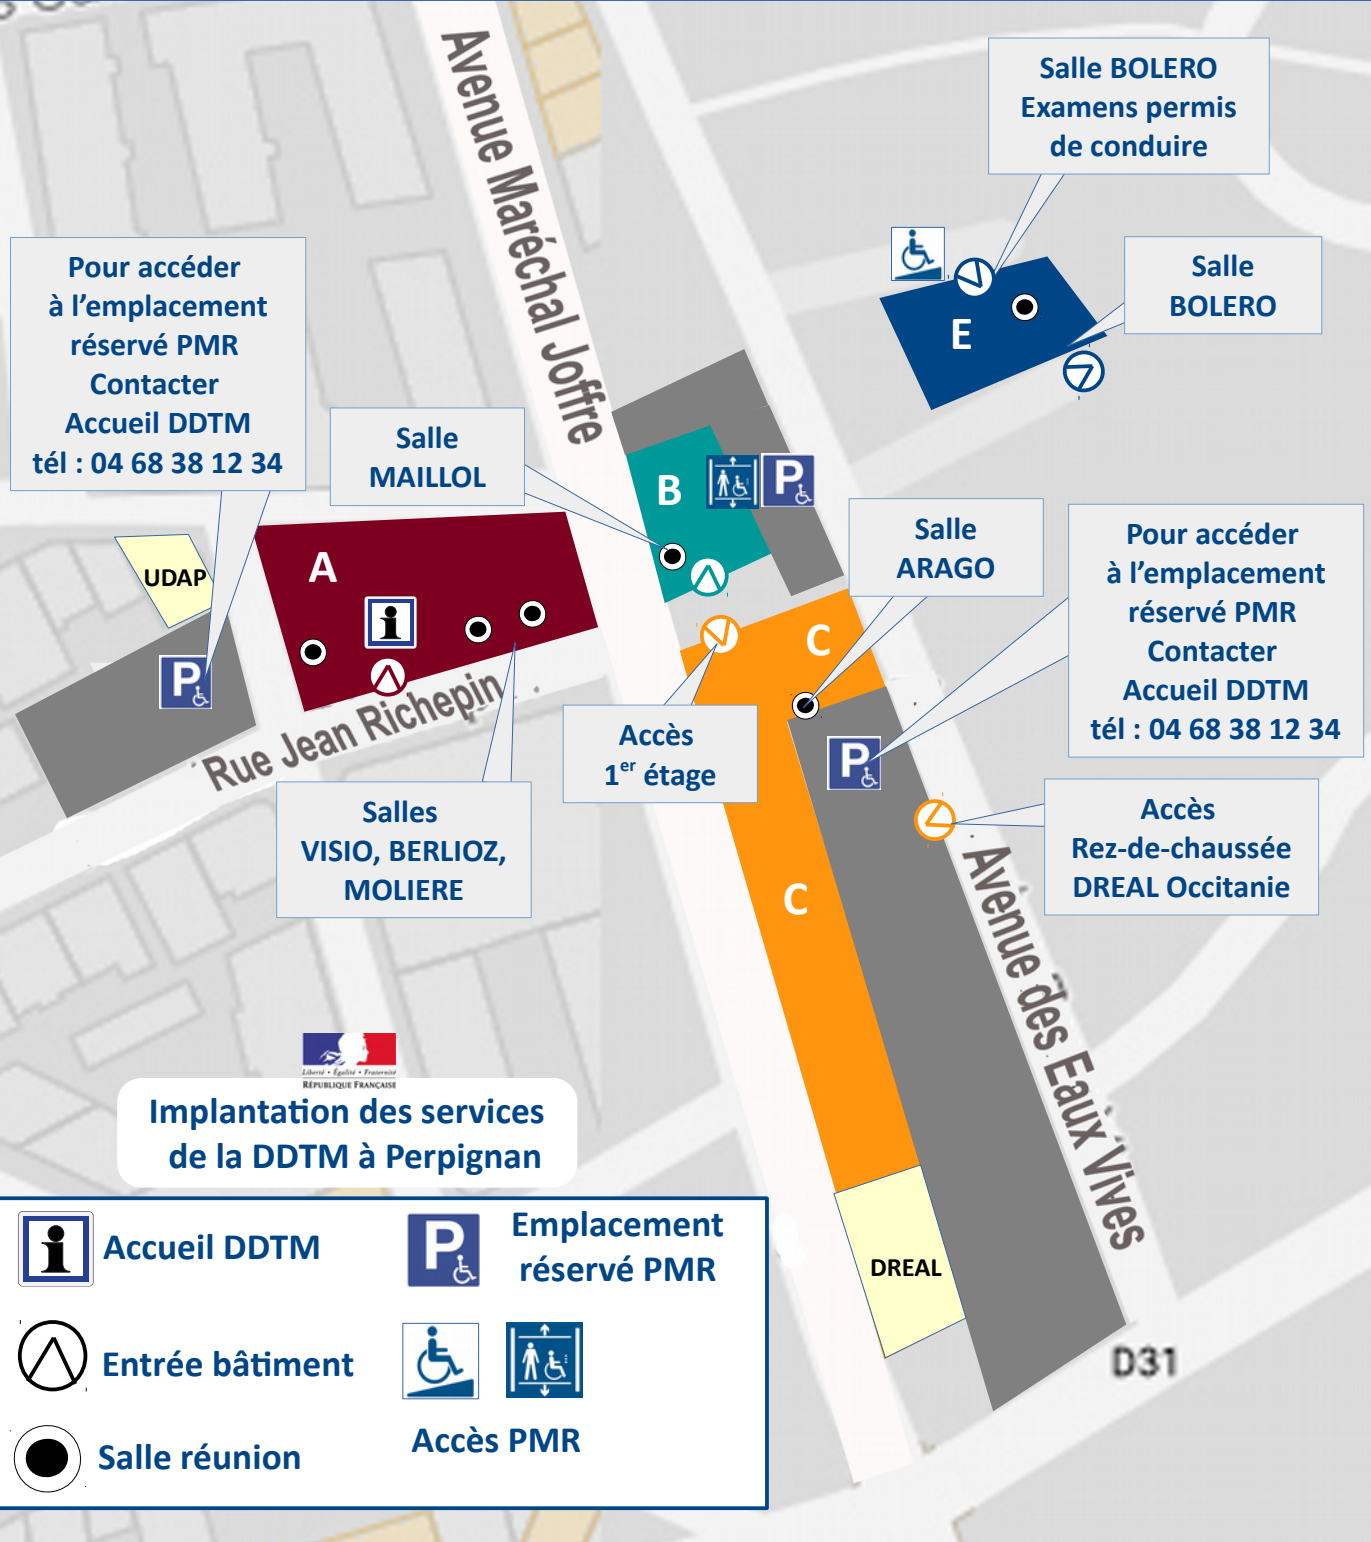 Avenue Maréchal Joffre
Salle BOLERO
Examens permis
de conduire
Salle
BOLERO
E
Pour accéder
à l’emplacement
réservé PMR
Contacter
Accueil DDTM
tél : 04 68 38 12 34
Salle
MAILLOL
B
P
Salle
ARAGO
Pour accéder
à l’emplacement
réservé PMR
Contacter
Accueil DDTM
tél : 04 68 38 12 34
UDAP
A
i
P
C
Rue Jean Richepin
Accès
1er étage
P
Salles
VISIO, BERLIOZ,
MOLIERE
Accès
Rez-de-chaussée
DREAL Occitanie
C
Avenue des Eaux Vives
Liberté • Égalité • Fraternité
RÉPUBLIQUE FRANÇAISE
Implantation des services
de la DDTM à Perpignan
i
Accueil DDTM
P
Emplacement
réservé PMR
Entrée bâtiment
Salle réunion
Accès PMR
DREAL
D31